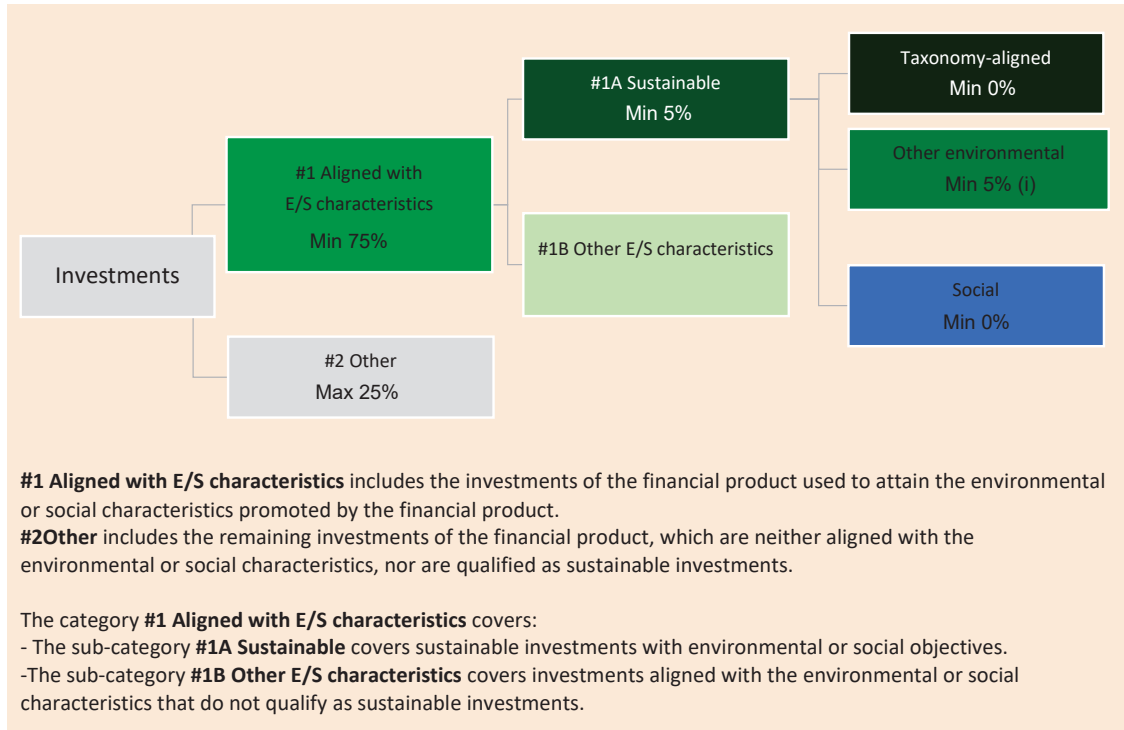 Investments
#1 Aligned with
E/S characteristics
Min 75%
#2 Other
Max 25%
#1A Sustainable
Min 5%
#1B Other E/S characteristics
Taxonomy-aligned
Min 0%
Other environmental
Min 5% (i)
Social
Min 0%
#1 Aligned with E/S characteristics includes the investments of the financial product used to attain the environmental
or social characteristics promoted by the financial product.
#2Other includes the remaining investments of the financial product, which are neither aligned with the
environmental or social characteristics, nor are qualified as sustainable investments.
The category #1 Aligned with E/S characteristics covers:
- The sub-category #1A Sustainable covers sustainable investments with environmental or social objectives.
-The sub-category #1B Other E/S characteristics covers investments aligned with the environmental or social
characteristics that do not qualify as sustainable investments.